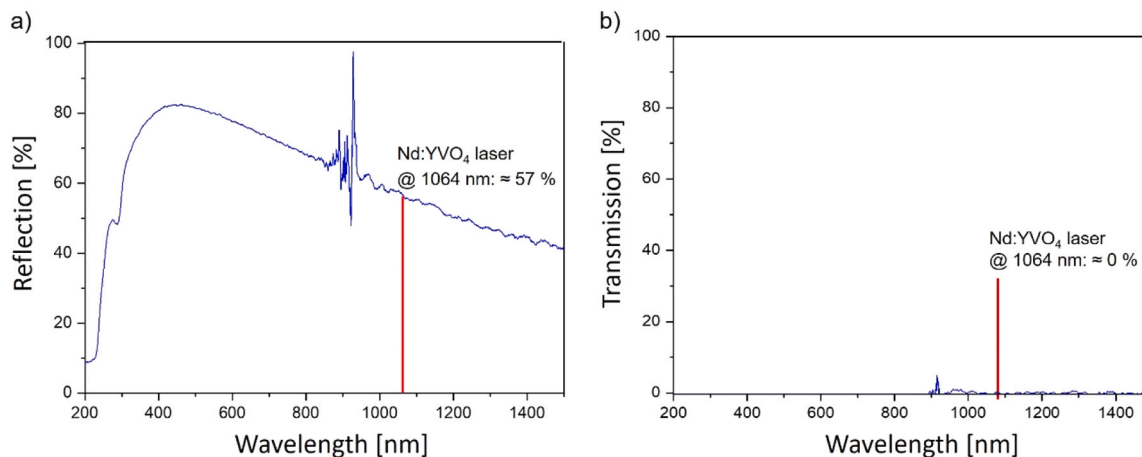 a)
Reflection [%]
100
80
60
40
20
0
200 400 600 800 1000 1200 1400
Wavelength [nm]
Nd:YVO₄ laser
@ 1064 nm: ≈ 57 %
b)
Transmission [%]
100
80
60
40
20
0
200 400 600 800 1000 1200 1400
Wavelength [nm]
Nd:YVO₄ laser
@ 1064 nm: ≈ 0 %